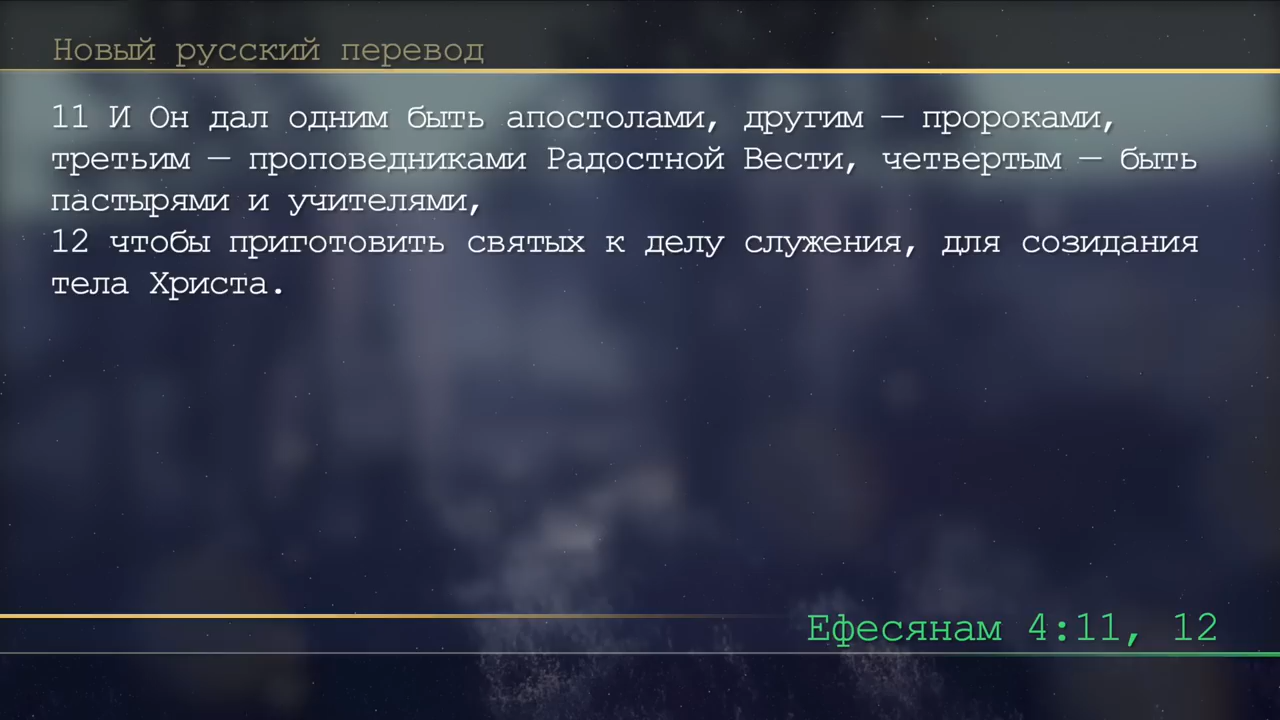 Новый русский перевод
11 И Он дал одним быть апостолами, другим — пророками,
третьим — проповедниками Радостной Вести, четвертым — быть
пастырями и учителями,
12 чтобы приготовить святых к делу служения, для созидания
тела Христа.
Ефесянам 4:11, 12